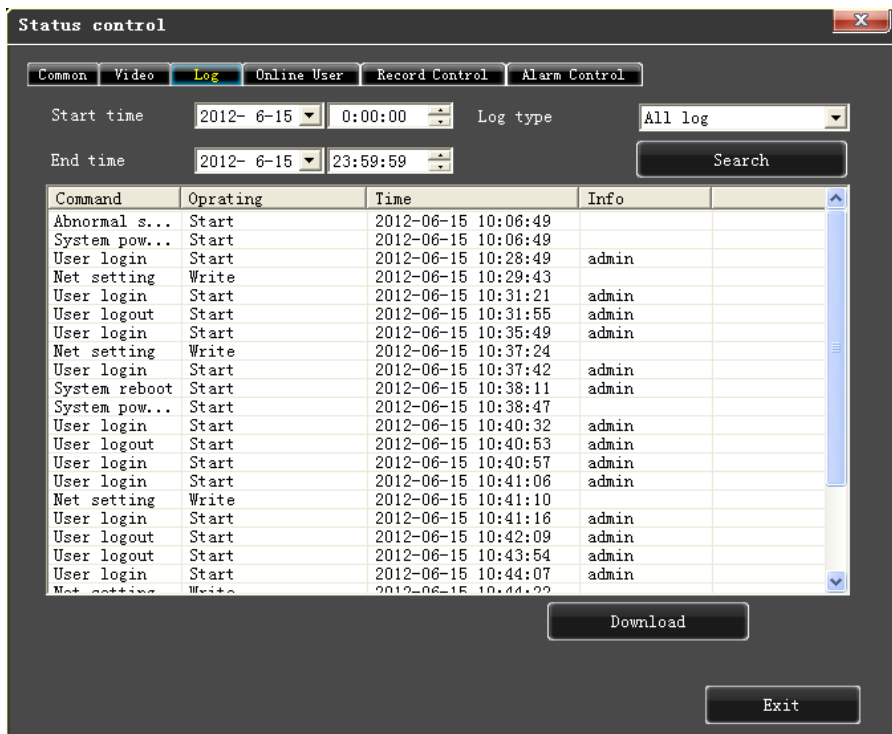 Status control
Common Video Log Online User Record Control Alarm Control
Start time 2012- 6-15 0:00:00 Log type All log
End time 2012- 6-15 23:59:59 Search
Command Oprating Time Info
Abnormal s... Start 2012-06-15 10:06:49
System pow... Start 2012-06-15 10:06:49
User login Start 2012-06-15 10:28:49 admin
Net setting Write 2012-06-15 10:29:43
User login Start 2012-06-15 10:31:21 admin
User logout Start 2012-06-15 10:31:55 admin
User login Start 2012-06-15 10:35:49 admin
Net setting Write 2012-06-15 10:37:24
User login Start 2012-06-15 10:37:42 admin
System reboot Start 2012-06-15 10:38:11 admin
System pow... Start 2012-06-15 10:38:47
User login Start 2012-06-15 10:40:32 admin
User logout Start 2012-06-15 10:40:53 admin
User login Start 2012-06-15 10:40:57 admin
User login Start 2012-06-15 10:41:06 admin
Net setting Write 2012-06-15 10:41:10
User login Start 2012-06-15 10:41:16 admin
User logout Start 2012-06-15 10:42:09 admin
User logout Start 2012-06-15 10:43:54 admin
User login Start 2012-06-15 10:44:07 admin
Net setting Write 2012-06-15 10:44:22
Download
Exit